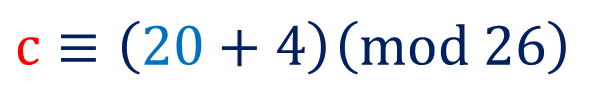 c ≡ (20 + 4)(mod 26)